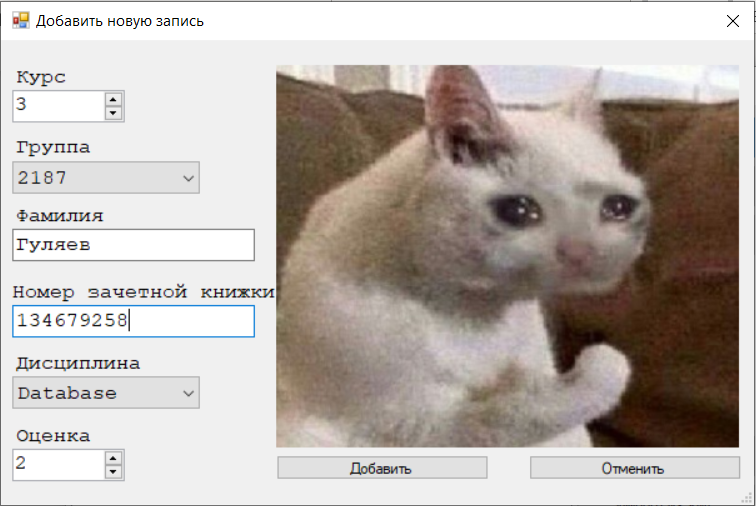 Добавить новую запись
Курс
3
Группа
2187
Фамилия
Гуляев
Номер зачетной книжки
134679258
Дисциплина
Database
Оценка
2
Добавить
Отменить